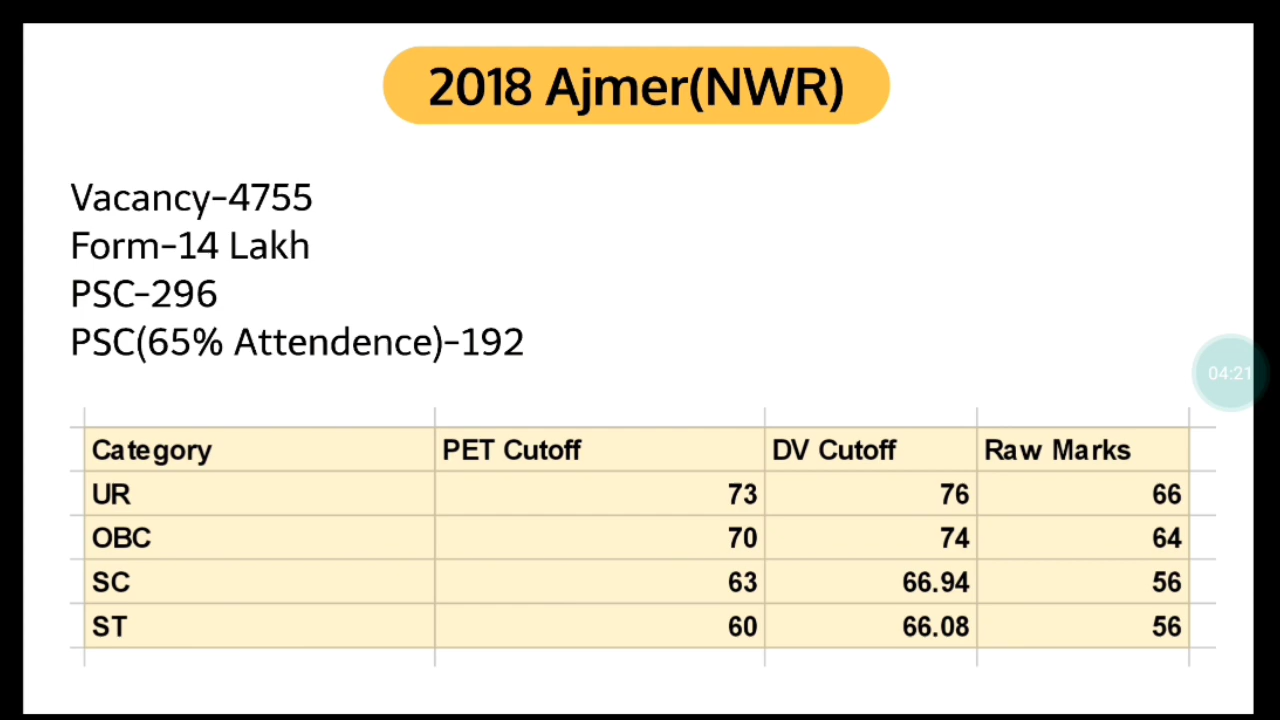 2018 Ajmer(NWR)
Vacancy-4755
Form-14 Lakh
PSC-296
PSC(65% Attendence)-192
04:21
Category PET Cutoff DV Cutoff Raw Marks
UR 73 76 66
OBC 70 74 64
SC 63 66.94 56
ST 60 66.08 56